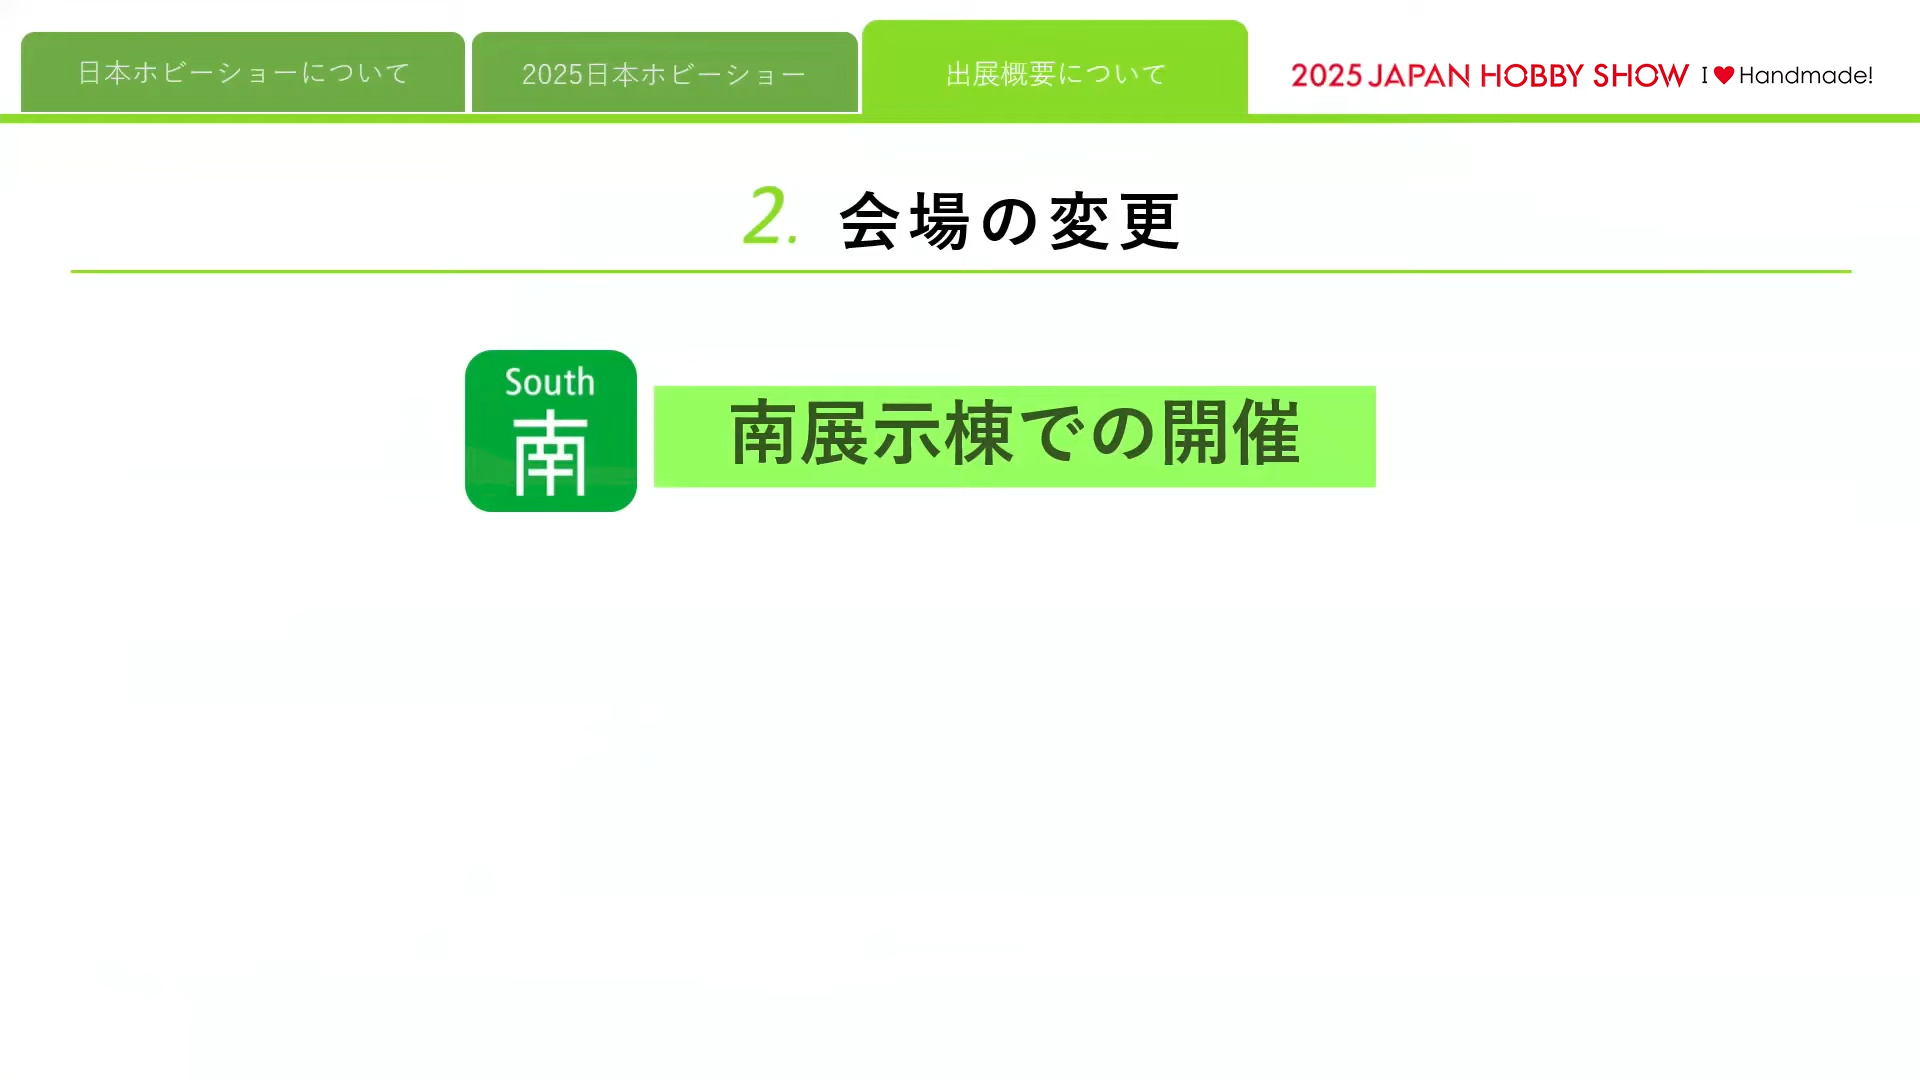 日本ホビーショーについて
2025日本ホビーショー
出展概要について
2025 JAPAN HOBBY SHOW I ♥ Handmade!
2. 会場の変更
South
南
南展示棟での開催